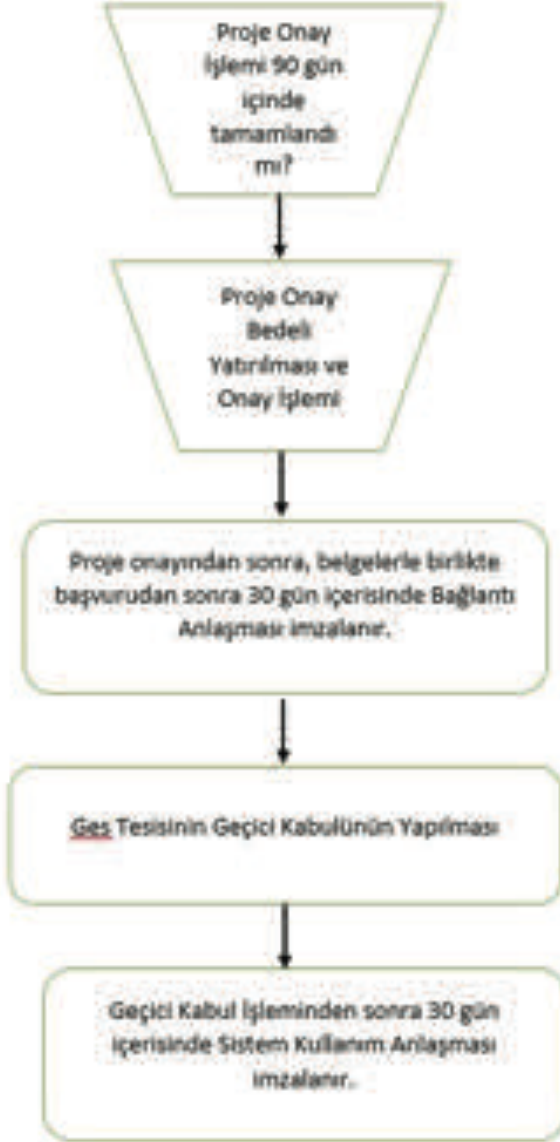 Proje Onay
İşlemi 90 gün
içinde
tamamlandı
mı?
Proje Onay
Bedeli
Yatırılması ve
Onay İşlemi
Proje onayından sonra, belgelerle birlikte
başvurudan sonra 30 gün içerisinde Bağlantı
Anlaşması imzalanır.
Ges Tesisinin Geçici Kabulünün Yapılması
Geçici Kabul İşleminden sonra 30 gün
içerisinde Sistem Kullanım Anlaşması
imzalanır.